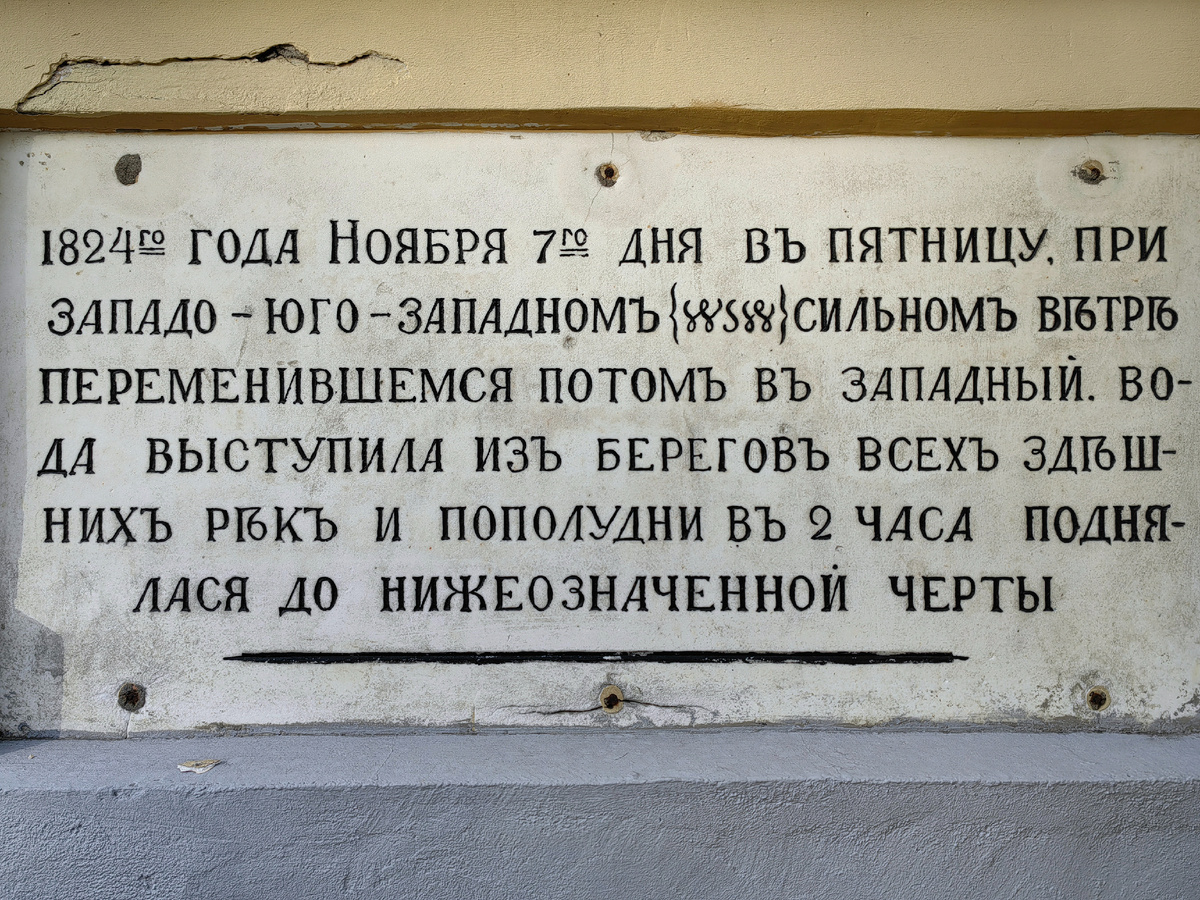 1824го ГОДА НОЯБРЯ 7го ДНЯ ВЪ ПЯТНИЦУ, ПРИ
ЗАПАДО-ЮГО-ЗАПАДНОМЪ {WSW} СИЛЬНОМЪ ВѢТРѢ
ПЕРЕМЕНИВШЕМСЯ ПОТОМЪ ВЪ ЗАПАДНЫЙ. ВО-
ДА ВЫСТУПИЛА ИЗЪ БЕРЕГОВЪ ВСЕХЪ ЗДѢШ-
НИХЪ РѢКЪ И ПОПОЛУДНИ ВЪ 2 ЧАСА ПОДНЯ-
ЛАСЯ ДО НИЖЕОЗНАЧЕННОЙ ЧЕРТЫ